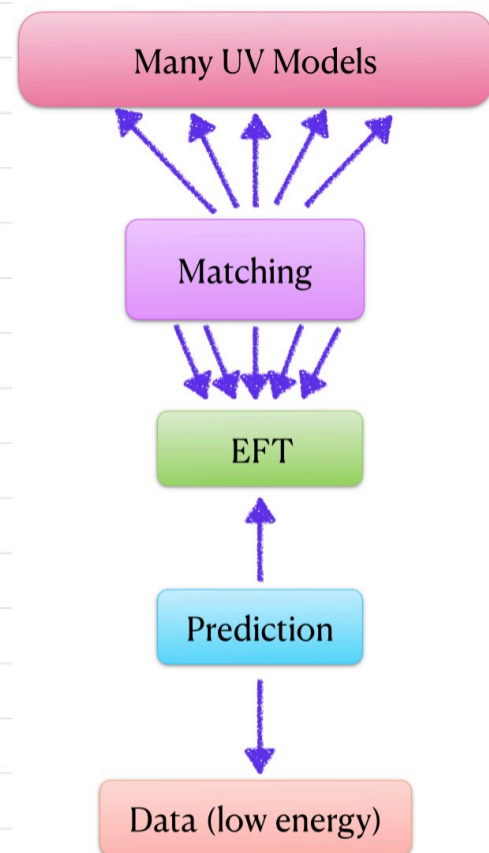 Many UV Models
Matching
EFT
Prediction
Data (low energy)